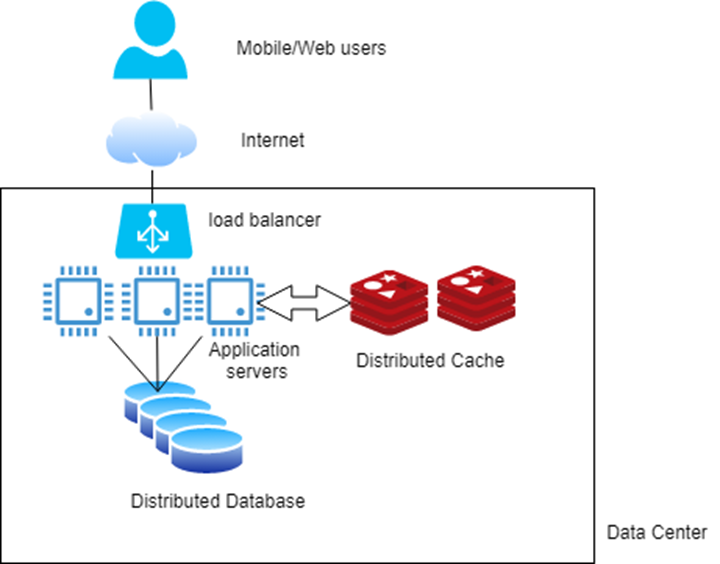 Mobile/Web users
Internet
load balancer
Application
servers
Distributed Cache
Distributed Database
Data Center